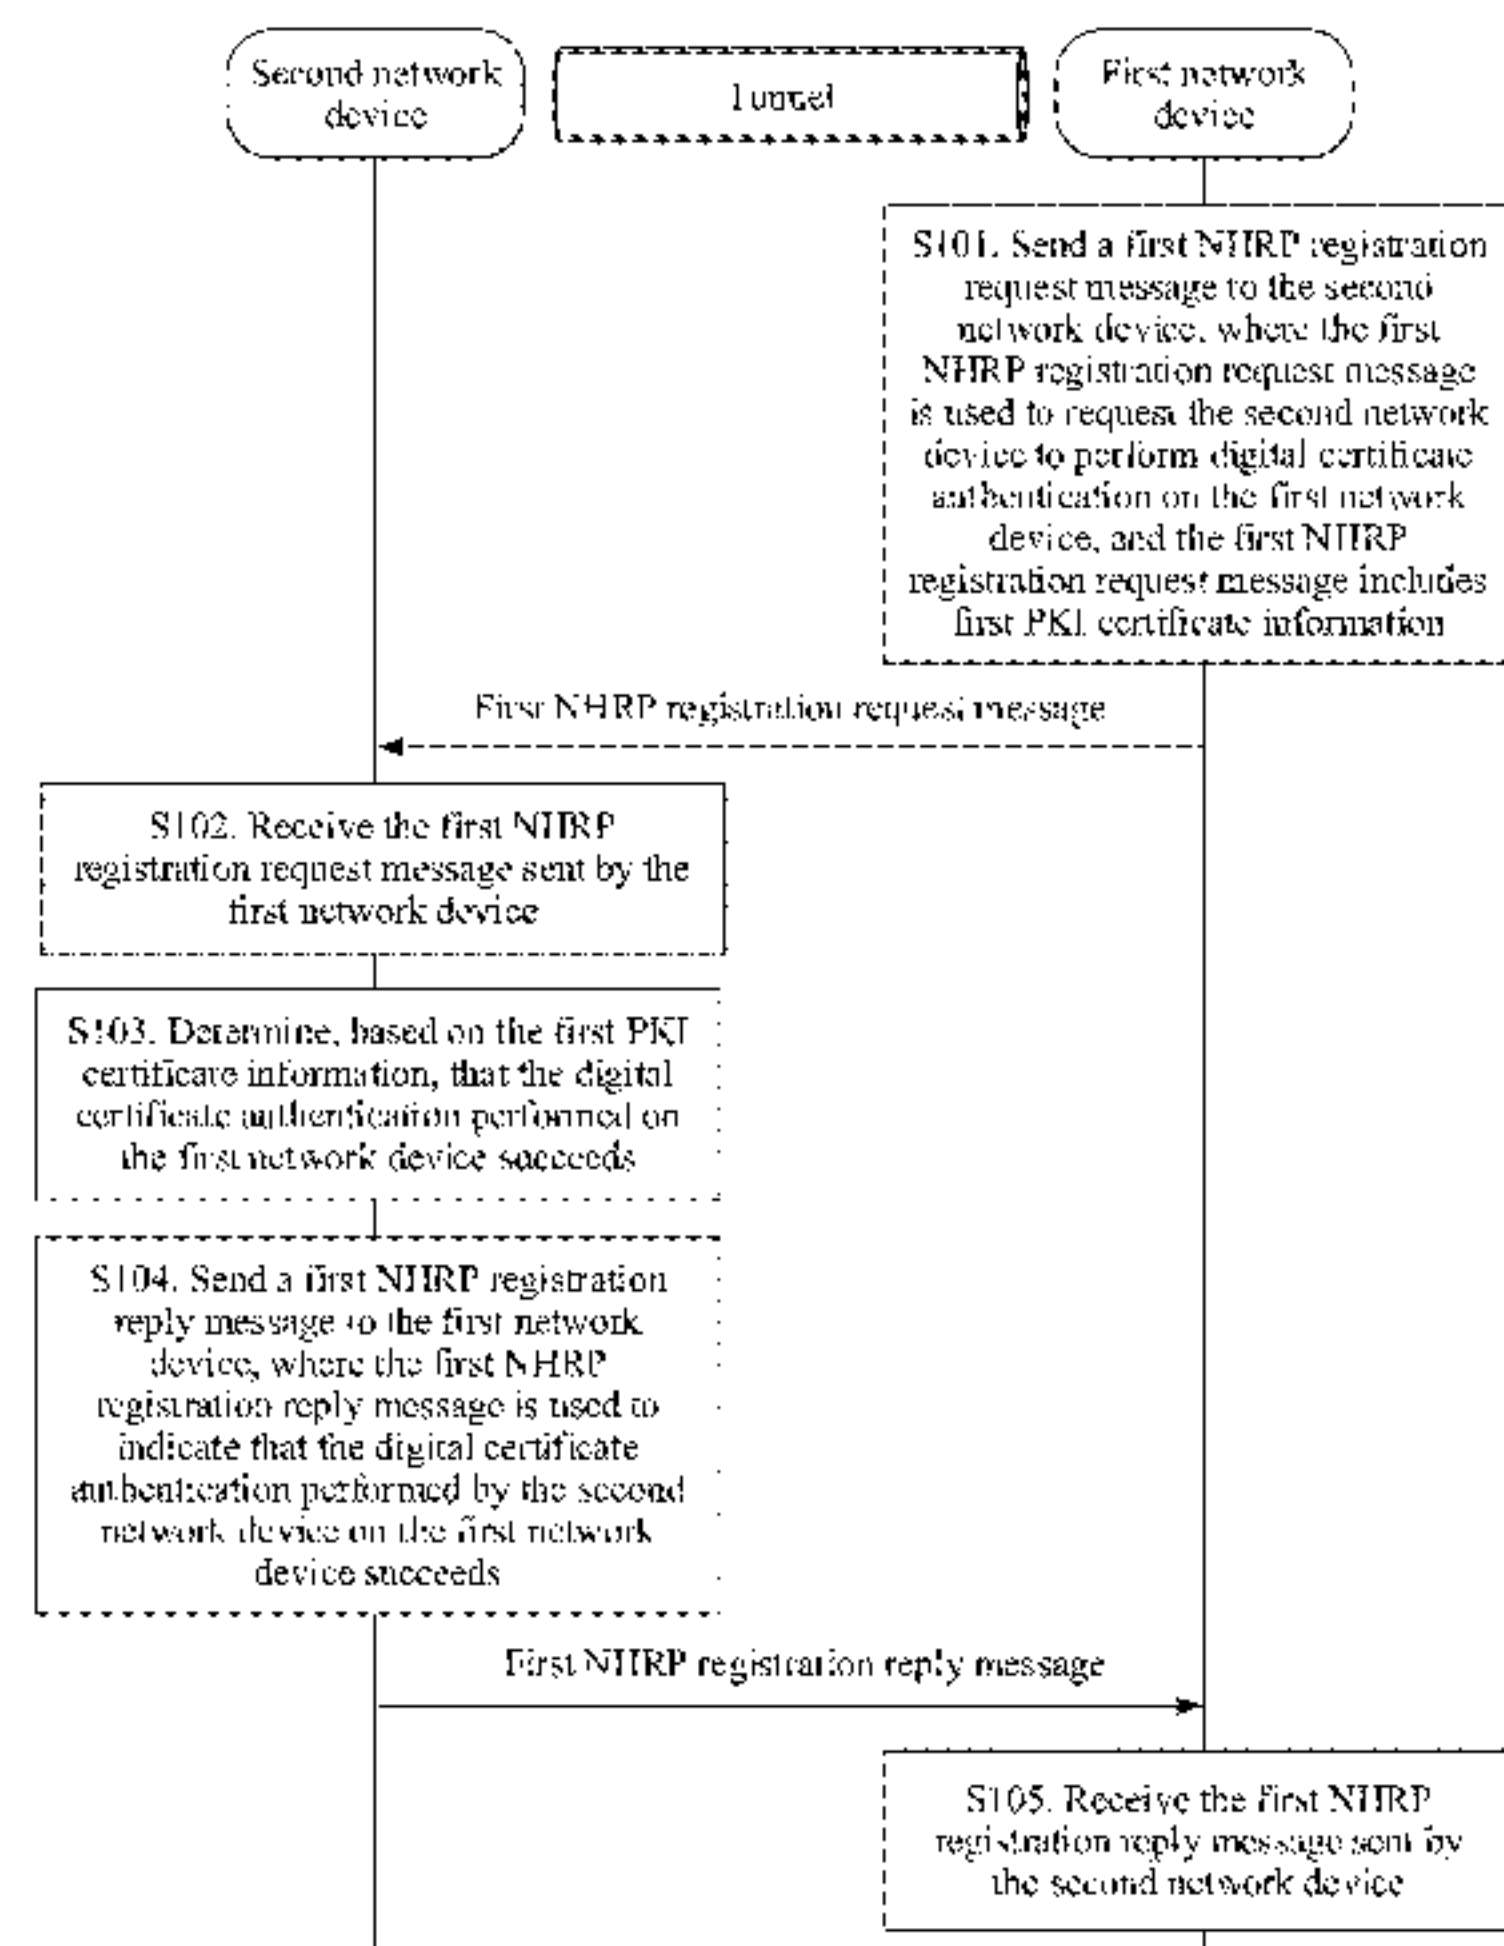 Second network
device
Tunnel
First network
device
S101. Send a first NHRP registration
request message to the second
network device, where the first
NHRP registration request message
is used to request the second network
device to perform digital certificate
authentication on the first network
device, and the first NHRP
registration request message includes
first PKI certificate information
First NHRP registration request message
S102. Receive the first NHRP
registration request message sent by the
first network device
S103. Determine, based on the first PKI
certificate information, that the digital
certificate authentication performed on
the first network device succeeds
S104. Send a first NHRP registration
reply message to the first network
device, where the first NHRP
registration reply message is used to
indicate that the digital certificate
authentication performed by the second
network device on the first network
device succeeds
First NHRP registration reply message
S105. Receive the first NHRP
registration reply message sent by
the second network device